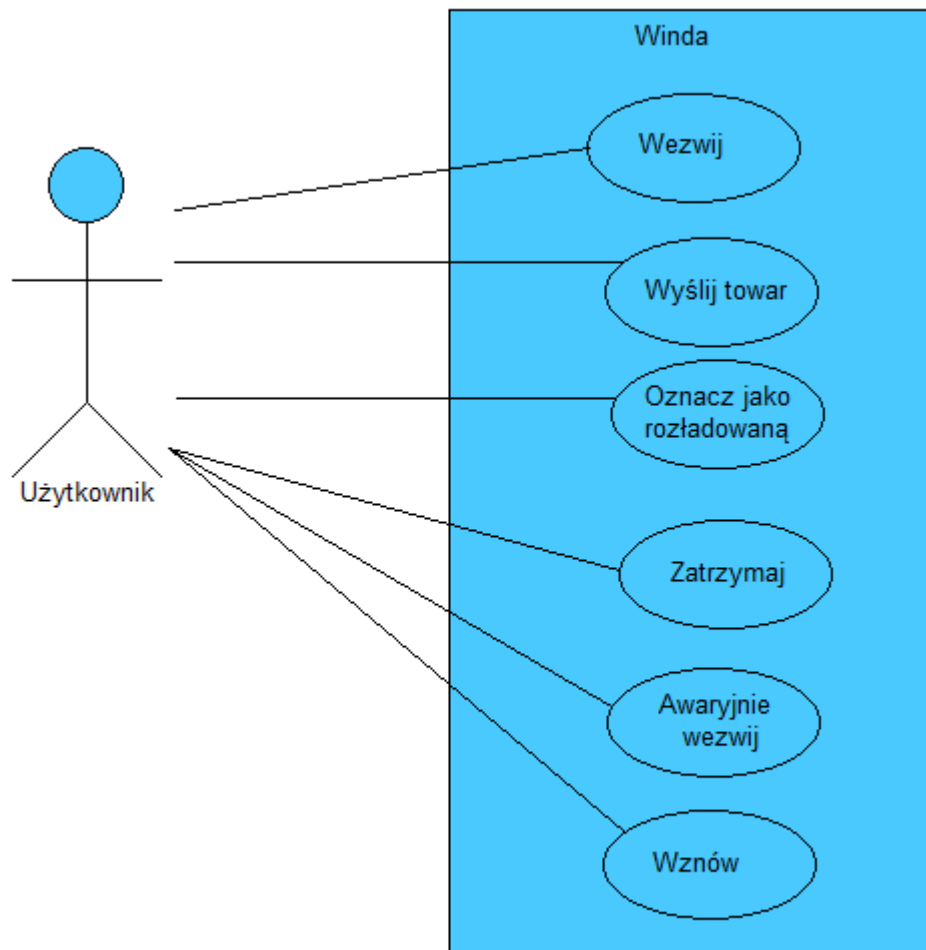 Winda
Wezwij
Wyślij towar
Oznacz jako
rozładowaną
Użytkownik
Zatrzymaj
Awaryjnie
wezwij
Wznów